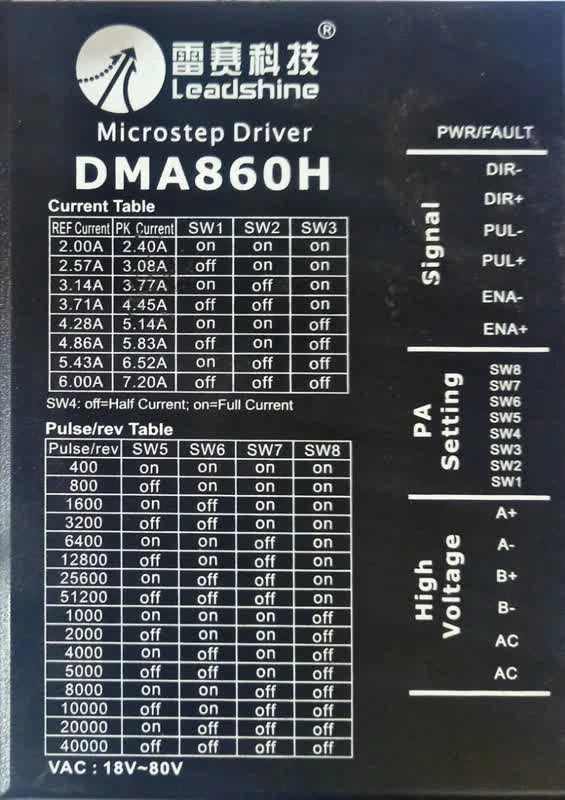 雷赛科技®
Leadshine
Microstep Driver
DMA860H
Current Table
REF Current PK Current SW1 SW2 SW3
2.00A 2.40A on on on
2.57A 3.08A off on on
3.14A 3.77A on off on
3.71A 4.45A off off on
4.28A 5.14A on on off
4.86A 5.83A off on off
5.43A 6.52A on off off
6.00A 7.20A off off off
SW4: off=Half Current; on=Full Current
Pulse/rev Table
Pulse/rev SW5 SW6 SW7 SW8
400 on on on on
800 off on on on
1600 on off on on
3200 off off on on
6400 on on off on
12800 off on off on
25600 on off off on
51200 off off off on
1000 on on on off
2000 off on on off
4000 on off on off
5000 off off on off
8000 on on off off
10000 off on off off
20000 on off off off
40000 off off off off
VAC : 18V~80V
PWR/FAULT
Signal
DIR-
DIR+
PUL-
PUL+
ENA-
ENA+
PA
Setting
SW8
SW7
SW6
SW5
SW4
SW3
SW2
SW1
High
Voltage
A+
A-
B+
B-
AC
AC